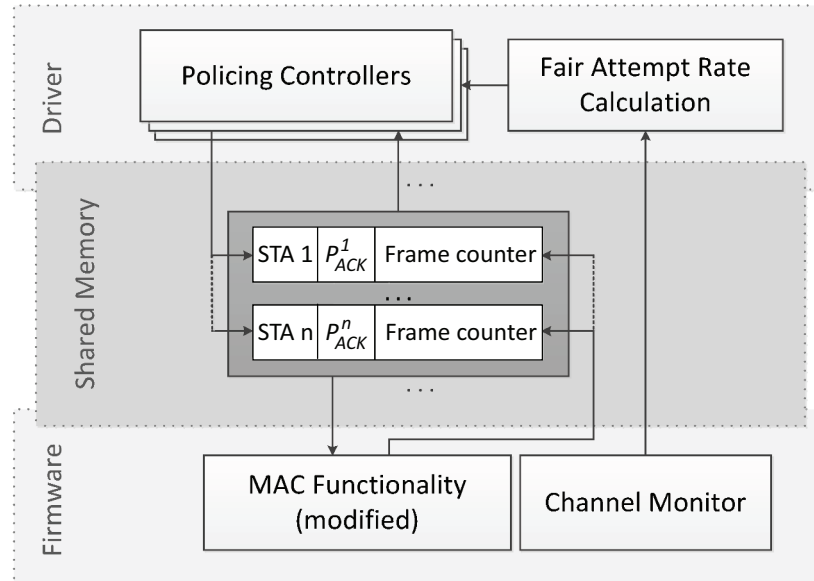 Driver
Policing Controllers
Fair Attempt Rate
Calculation
Shared Memory
...
STA 1 P¹ACK Frame counter
...
STA n PⁿACK Frame counter
...
Firmware
MAC Functionality
(modified)
Channel Monitor